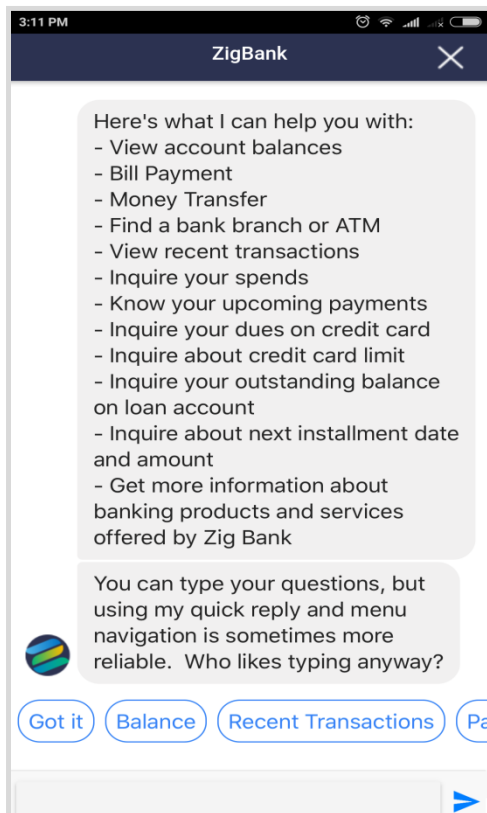 3:11 PM
ZigBank
Here's what I can help you with:
- View account balances
- Bill Payment
- Money Transfer
- Find a bank branch or ATM
- View recent transactions
- Inquire your spends
- Know your upcoming payments
- Inquire your dues on credit card
- Inquire about credit card limit
- Inquire your outstanding balance
on loan account
- Inquire about next installment date
and amount
- Get more information about
banking products and services
offered by Zig Bank
You can type your questions, but
using my quick reply and menu
navigation is sometimes more
reliable.  Who likes typing anyway?
Got it Balance Recent Transactions Pa